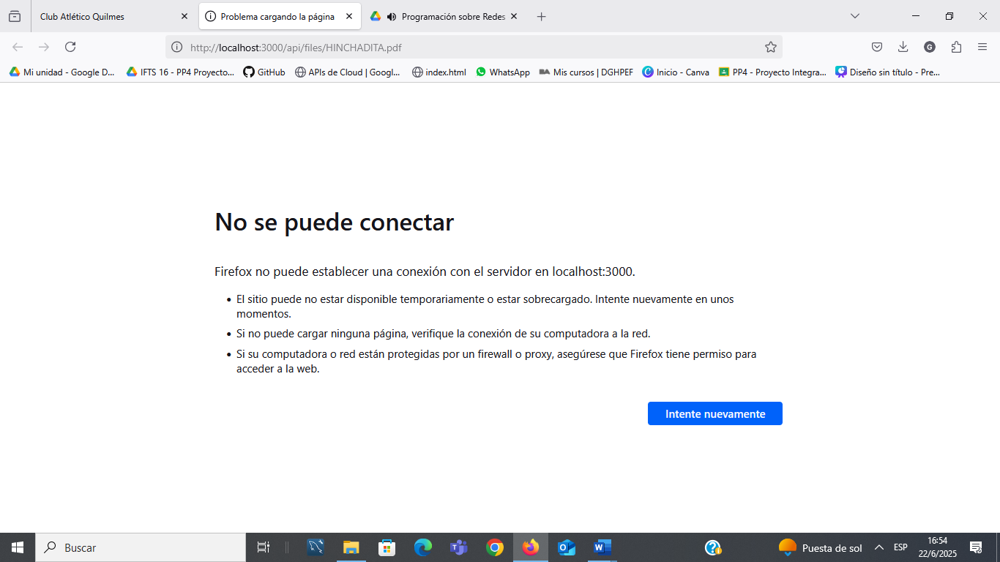 Club Atlético Quilmes
Problema cargando la página
Programación sobre Redes
http://localhost:3000/api/files/HINCHADITA.pdf
G
Mi unidad - Google D...
IFTS 16 - PP4 Proyecto...
GitHub
APIs de Cloud | Googl...
index.html
WhatsApp
BA Mis cursos | DGHPEF
Inicio - Canva
PP4 - Proyecto Integra...
Diseño sin título - Pre...
No se puede conectar
Firefox no puede establecer una conexión con el servidor en localhost:3000.
El sitio puede no estar disponible temporariamente o estar sobrecargado. Intente nuevamente en unos
momentos.
Si no puede cargar ninguna página, verifique la conexión de su computadora a la red.
Si su computadora o red están protegidas por un firewall o proxy, asegúrese que Firefox tiene permiso para
acceder a la web.
Intente nuevamente
Buscar
Puesta de sol
ESP
16:54
22/6/2025